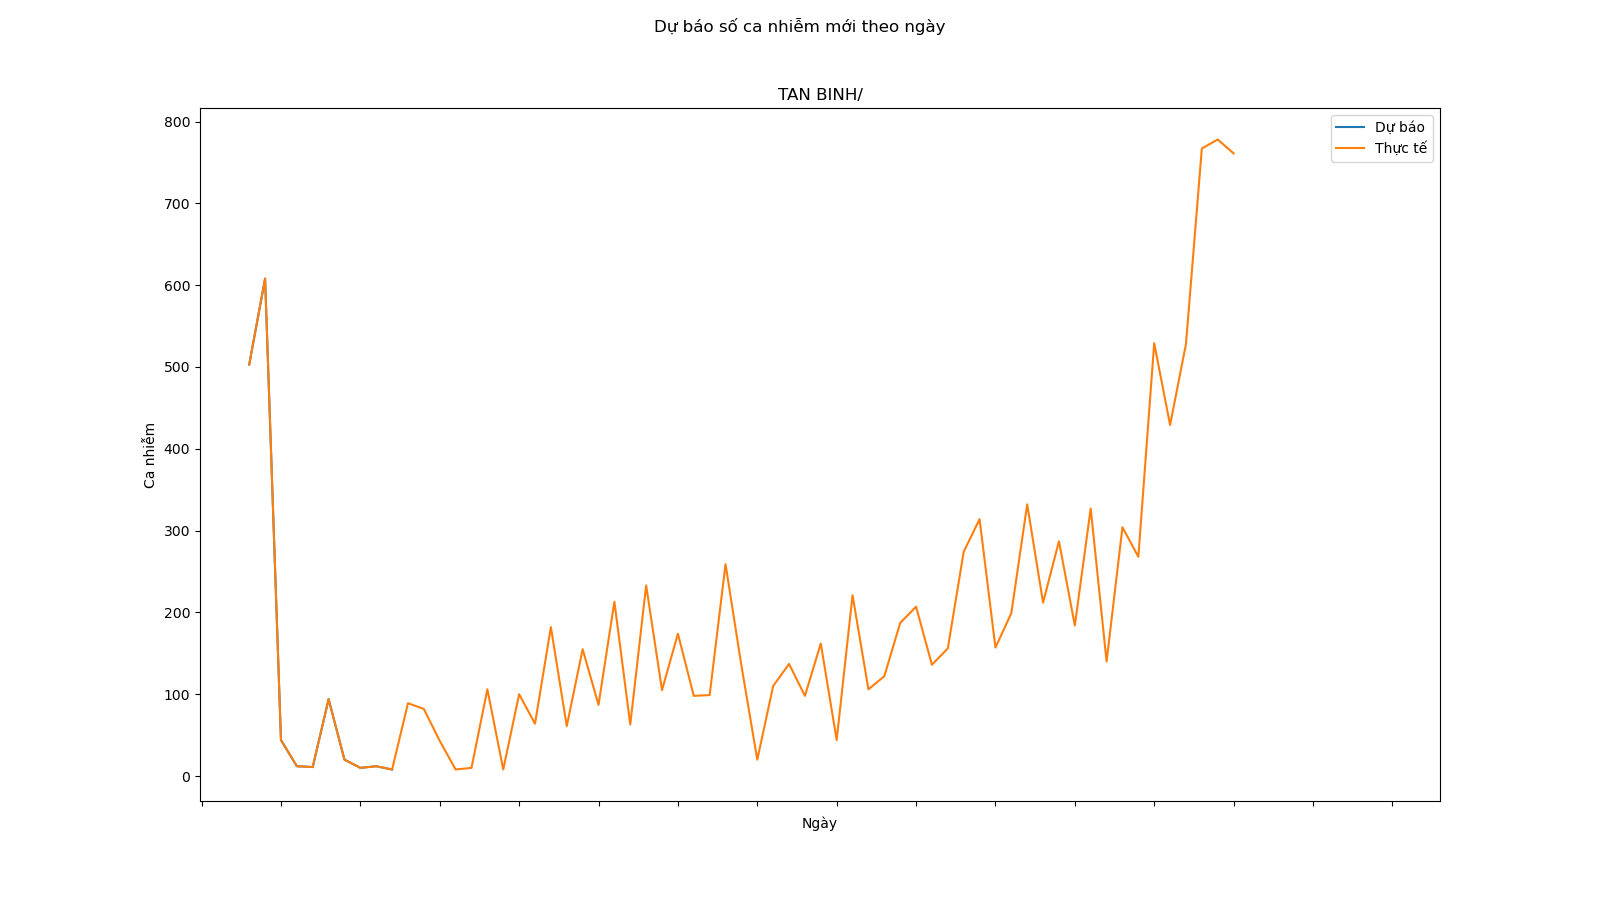 Dự báo số ca nhiễm mới theo ngày
TAN BINH/
Dự báo
Thực tế
800
700
600
500
400
300
200
100
0
Ca nhiễm
Ngày